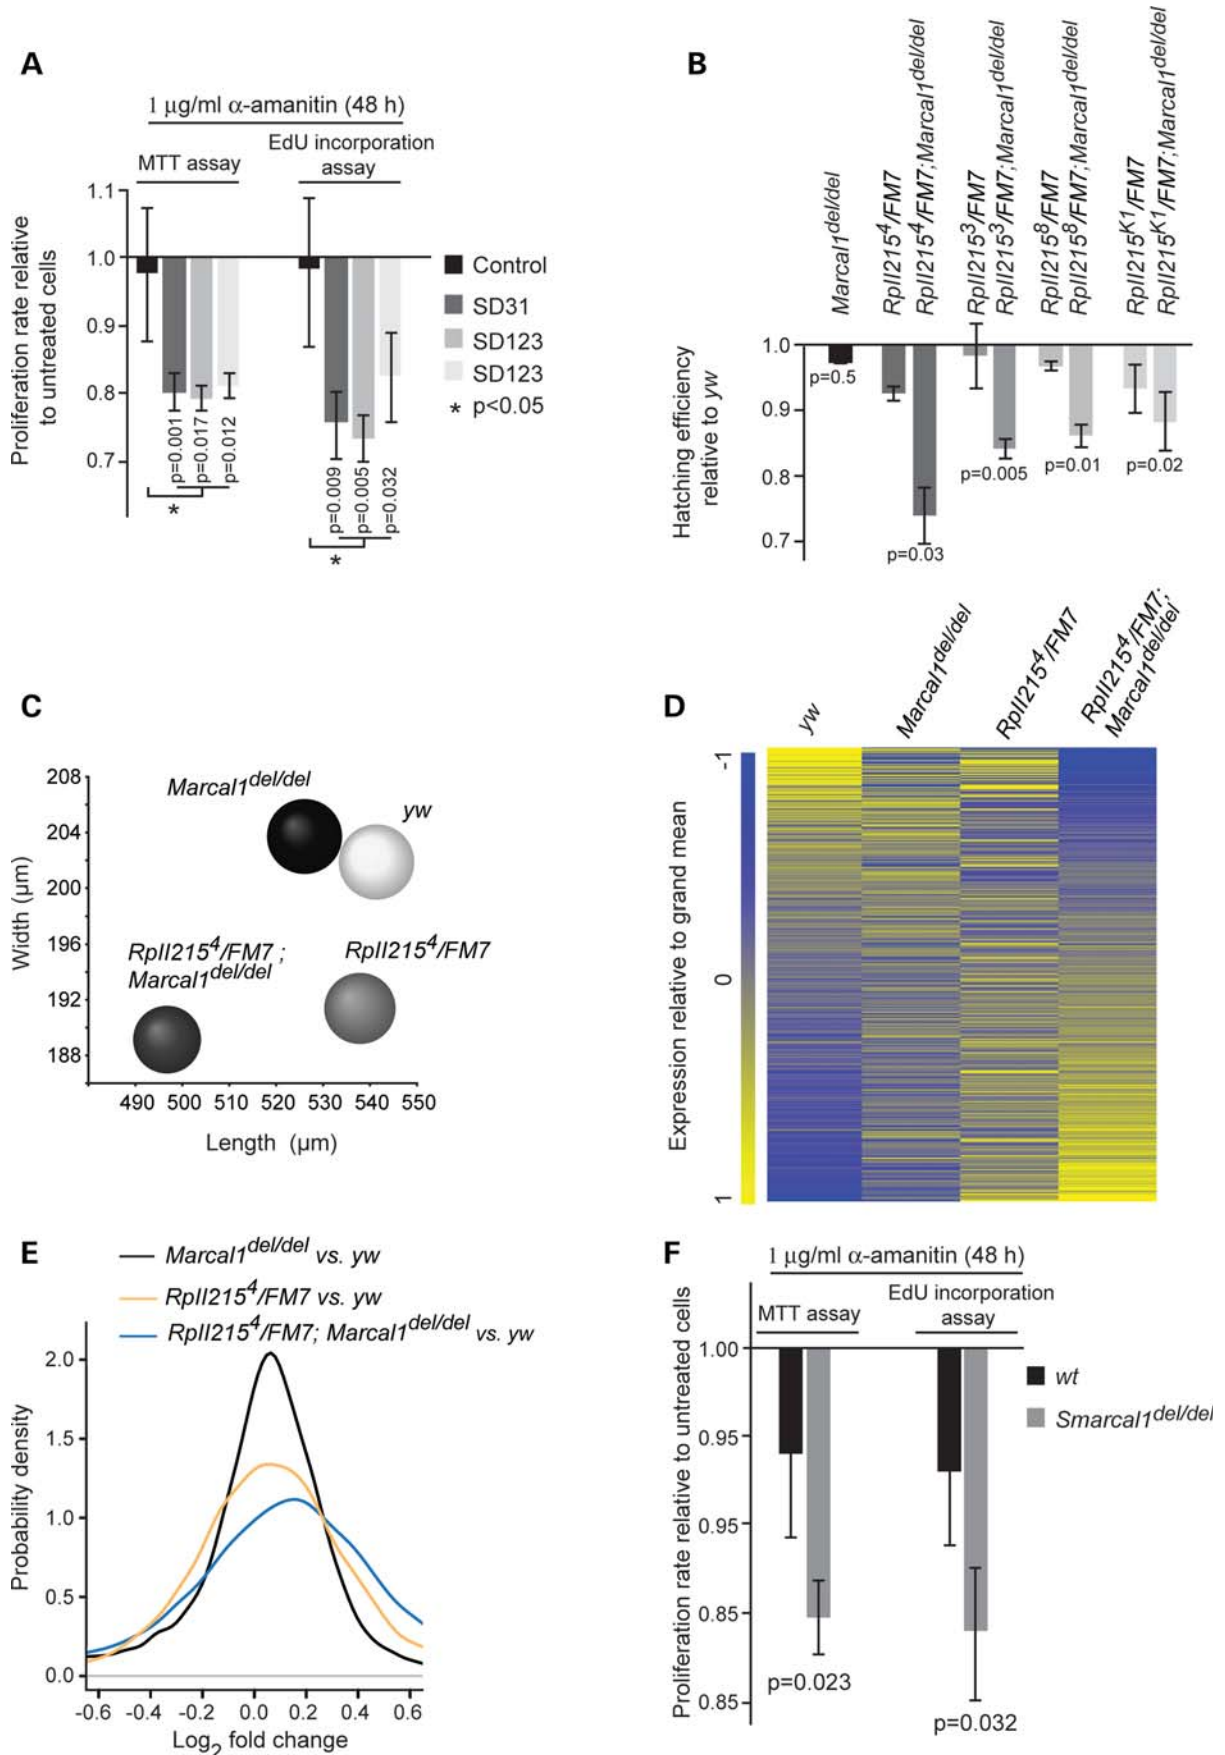 A
1 µg/ml α-amanitin (48 h)
MTT assay
EdU incorporation
assay
Proliferation rate relative
to untreated cells
1.1
1.0
0.9
0.8
0.7
p=0.001
p=0.017
p=0.012
*
p=0.009
p=0.005
p=0.032
*
Control
SD31
SD123
SD123
* p<0.05
B
Marcal1del/del
RpII2154/FM7
RpII2154/FM7;Marcal1del/del
RpII2153/FM7
RpII2153/FM7;Marcal1del/del
RpII2158/FM7
RpII2158/FM7;Marcal1del/del
RpII215K1/FM7
RpII215K1/FM7;Marcal1del/del
Hatching efficiency
relative to yw
1.0
0.9
0.8
0.7
p=0.5
p=0.03
p=0.005
p=0.01
p=0.02
C
Width (µm)
208
204
200
196
192
188
Marcal1del/del
yw
RpII2154/FM7 ;
Marcal1del/del
RpII2154/FM7
490 500 510 520 530 540 550
Length (µm)
D
yw
Marcal1del/del
RpII2154/FM7
RpII2154/FM7;
Marcal1del/del
Expression relative to grand mean
-1
0
1
E
Marcal1del/del vs. yw
RpII2154/FM7 vs. yw
RpII2154/FM7; Marcal1del/del vs. yw
Probability density
2.0
1.5
1.0
0.5
0.0
-0.6 -0.4 -0.2 0.0 0.2 0.4 0.6
Log2 fold change
F
1 µg/ml α-amanitin (48 h)
MTT assay
EdU incorporation
assay
Proliferation rate relative to untreated cells
1.00
0.95
0.95
0.85
0.85
p=0.023
p=0.032
wt
Smarcal1del/del